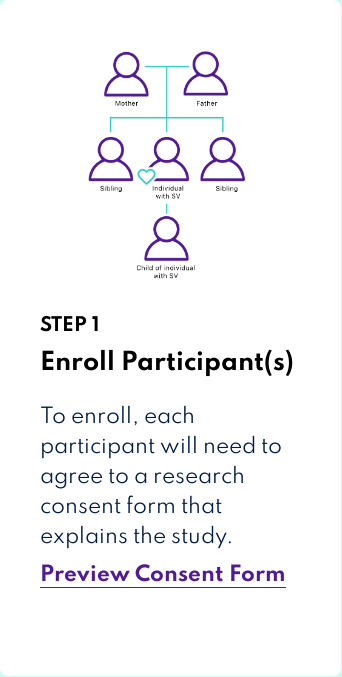 Mother Father
Sibling Individual with SV Sibling
Child of individual
with SV
STEP 1
Enroll Participant(s)
To enroll, each
participant will need to
agree to a research
consent form that
explains the study.
Preview Consent Form